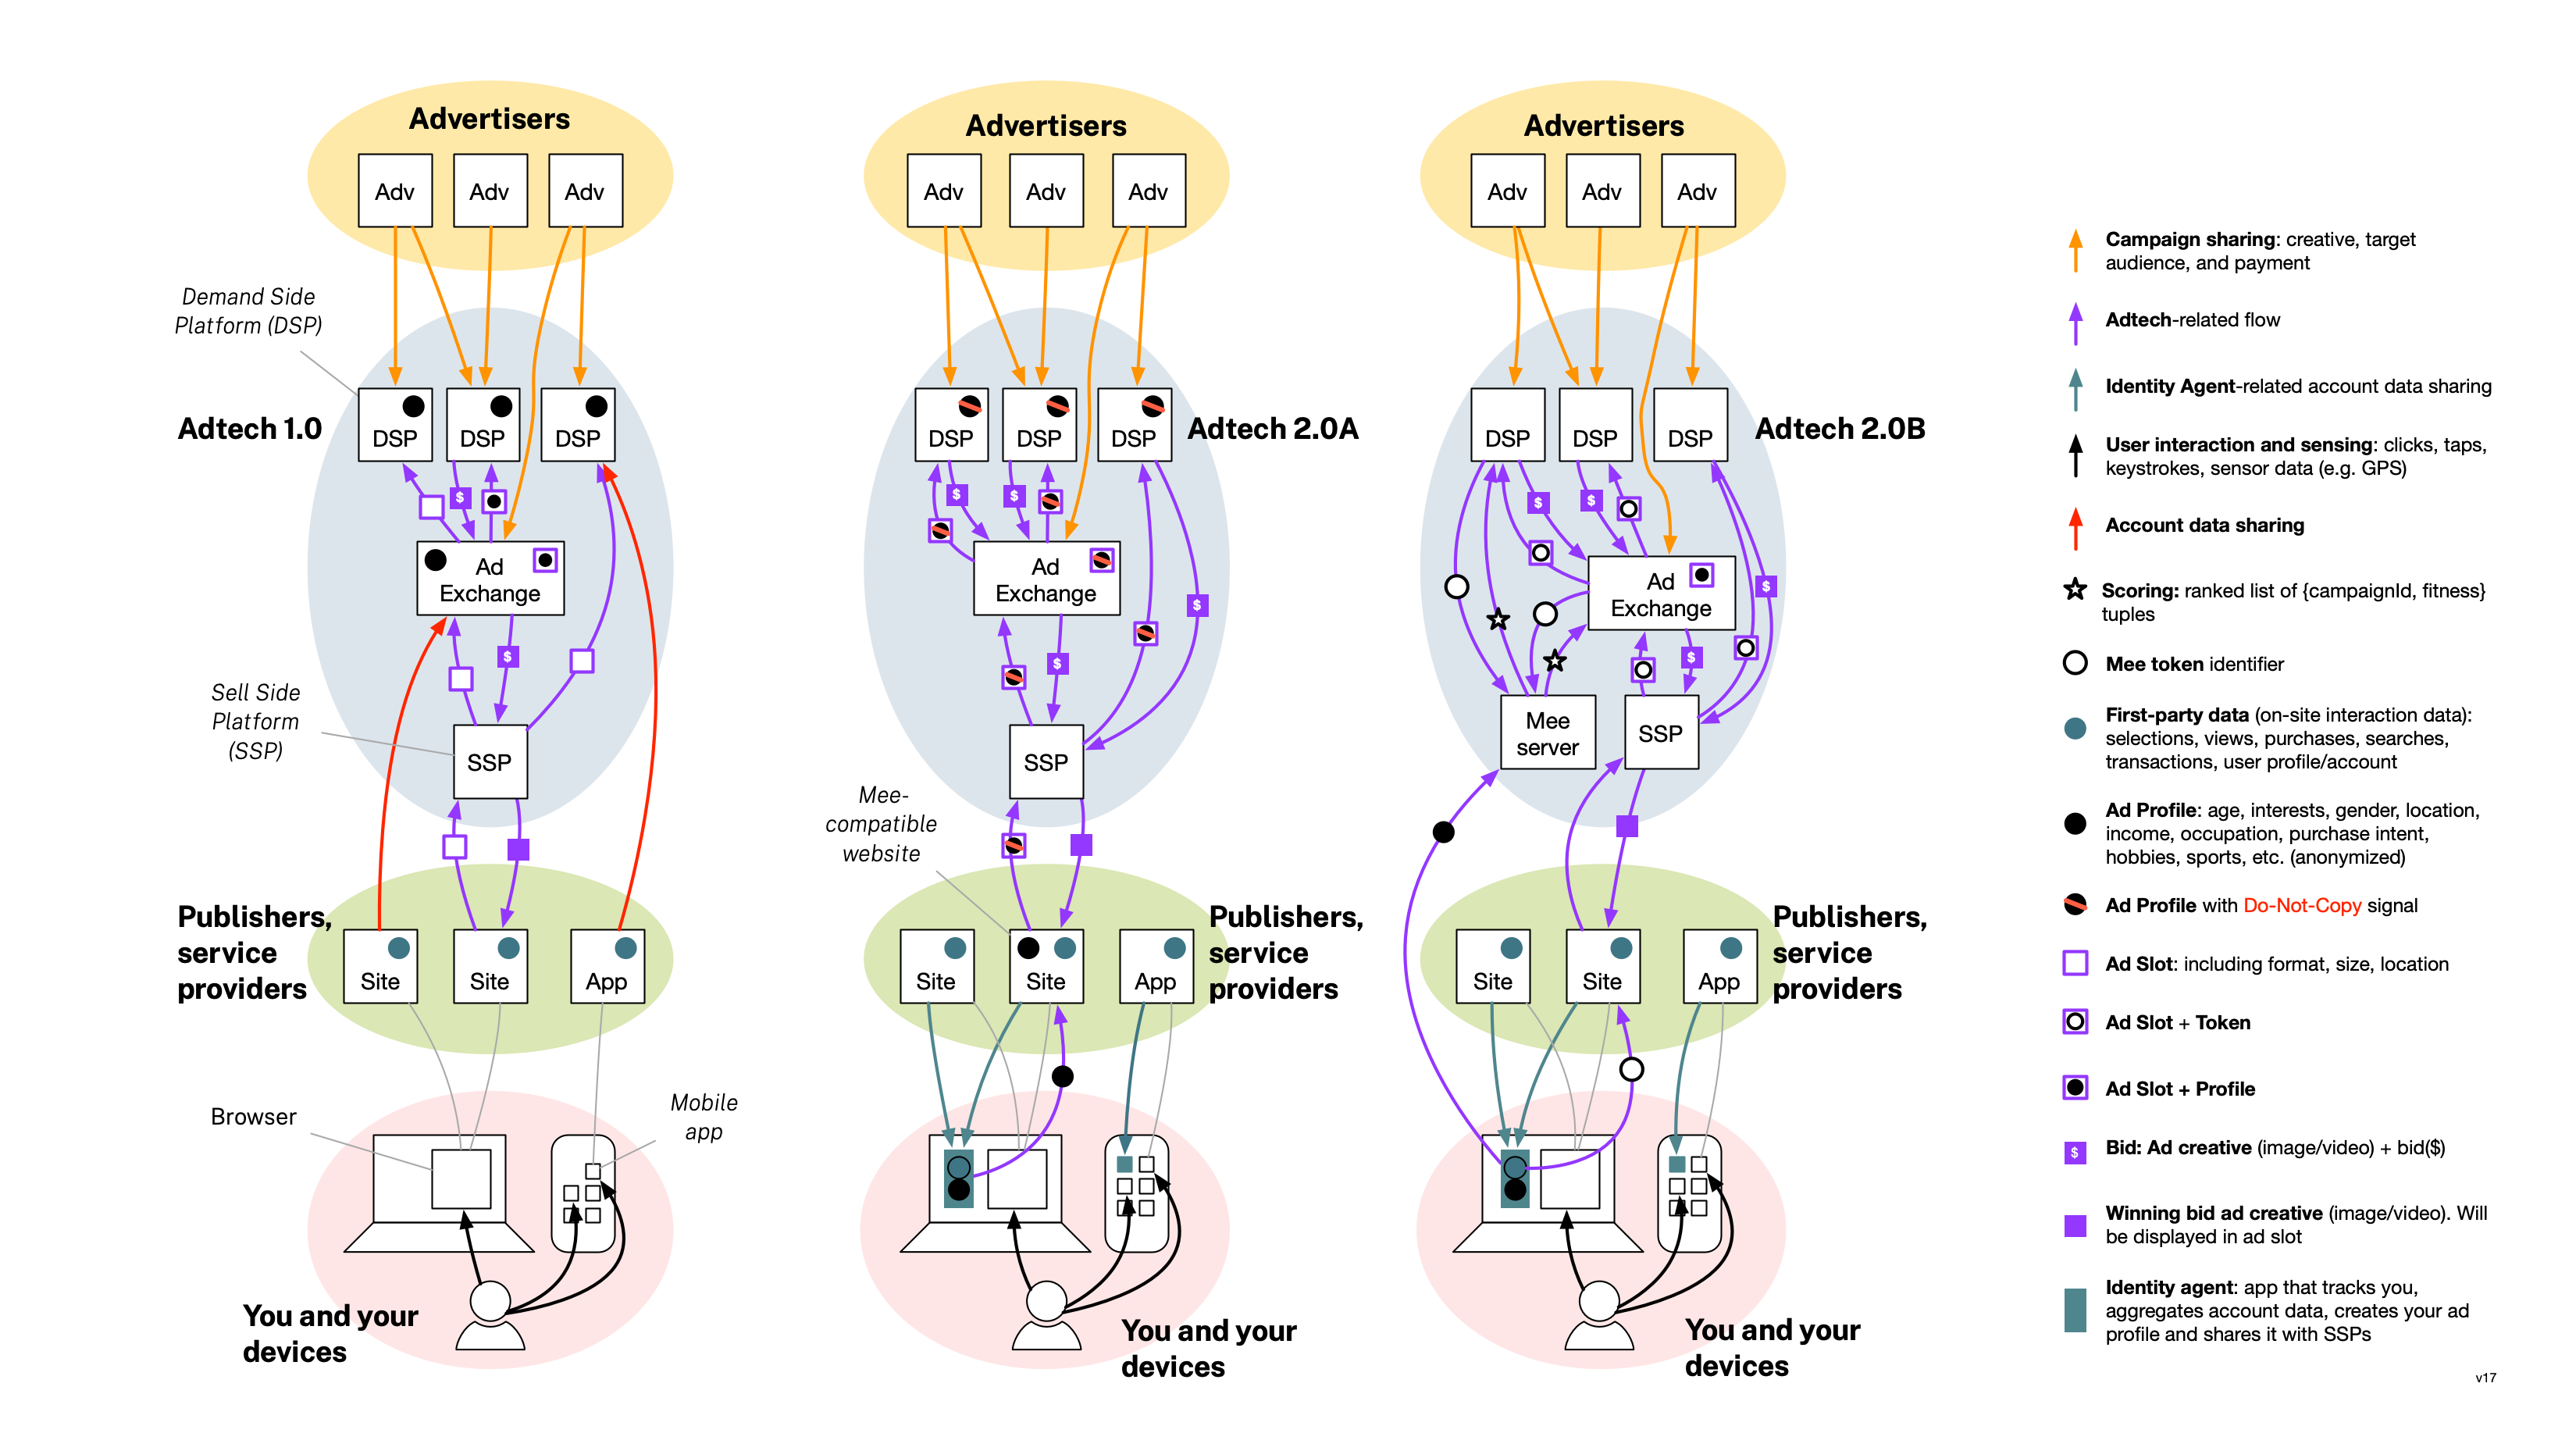 Advertisers
Adv
Adv
Adv
Demand Side
Platform (DSP)
Adtech 1.0
DSP
DSP
DSP
$
Ad
Exchange
$
Sell Side
Platform
(SSP)
SSP
Publishers,
service
providers
Site
Site
App
Browser
Mobile
app
You and your
devices
Advertisers
Adv
Adv
Adv
DSP
DSP
DSP
Adtech 2.0A
$
$
Ad
Exchange
$
$
SSP
Mee-
compatible
website
Site
Site
App
Publishers,
service
providers
You and your
devices
Advertisers
Adv
Adv
Adv
DSP
DSP
DSP
Adtech 2.0B
$
$
Ad
Exchange
$
$
Mee
server
SSP
Site
Site
App
Publishers,
service
providers
You and your
devices
Campaign sharing: creative, target
audience, and payment
Adtech-related flow
Identity Agent-related account data sharing
User interaction and sensing: clicks, taps,
keystrokes, sensor data (e.g. GPS)
Account data sharing
Scoring: ranked list of {campaignId, fitness}
tuples
Mee token identifier
First-party data (on-site interaction data):
selections, views, purchases, searches,
transactions, user profile/account
Ad Profile: age, interests, gender, location,
income, occupation, purchase intent,
hobbies, sports, etc. (anonymized)
Ad Profile with Do-Not-Copy signal
Ad Slot: including format, size, location
Ad Slot + Token
Ad Slot + Profile
$
Bid: Ad creative (image/video) + bid($)
Winning bid ad creative (image/video). Will
be displayed in ad slot
Identity agent: app that tracks you,
aggregates account data, creates your ad
profile and shares it with SSPs
v17